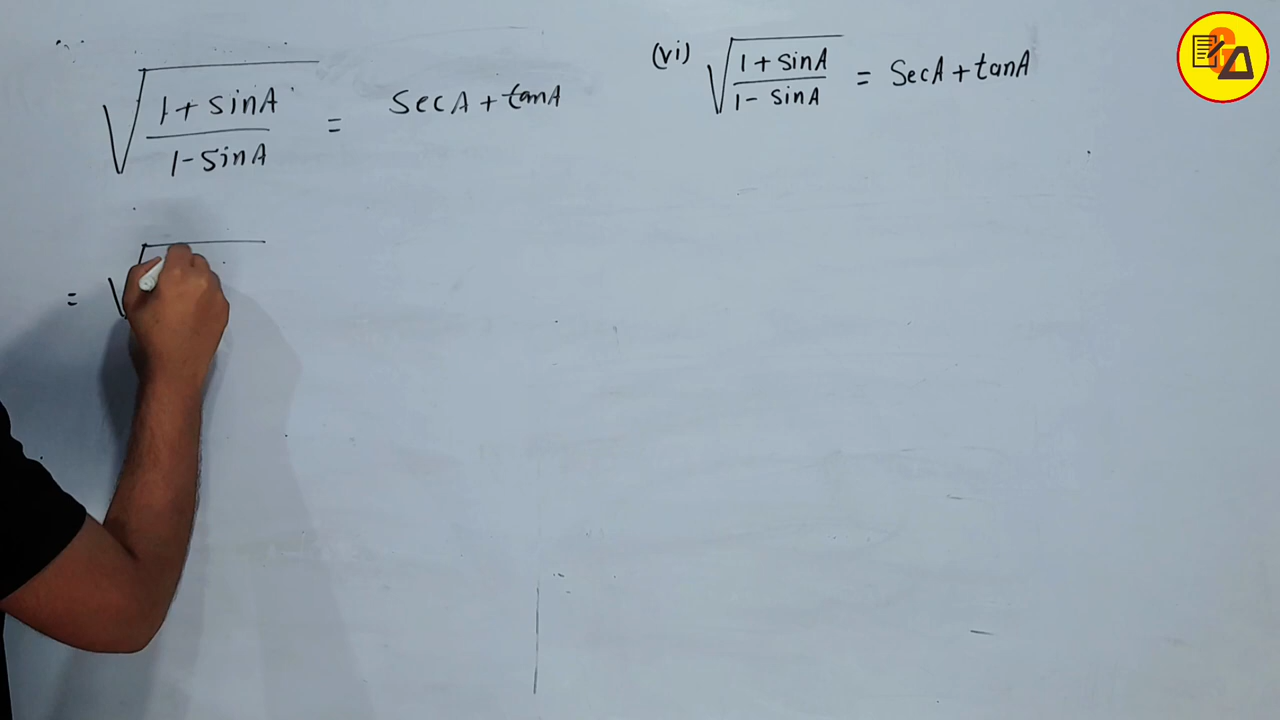 √((1 + sinA)/(1 - sinA)) = secA + tanA
= √
(vi) √((1 + sinA)/(1 - sinA)) = SecA + tanA